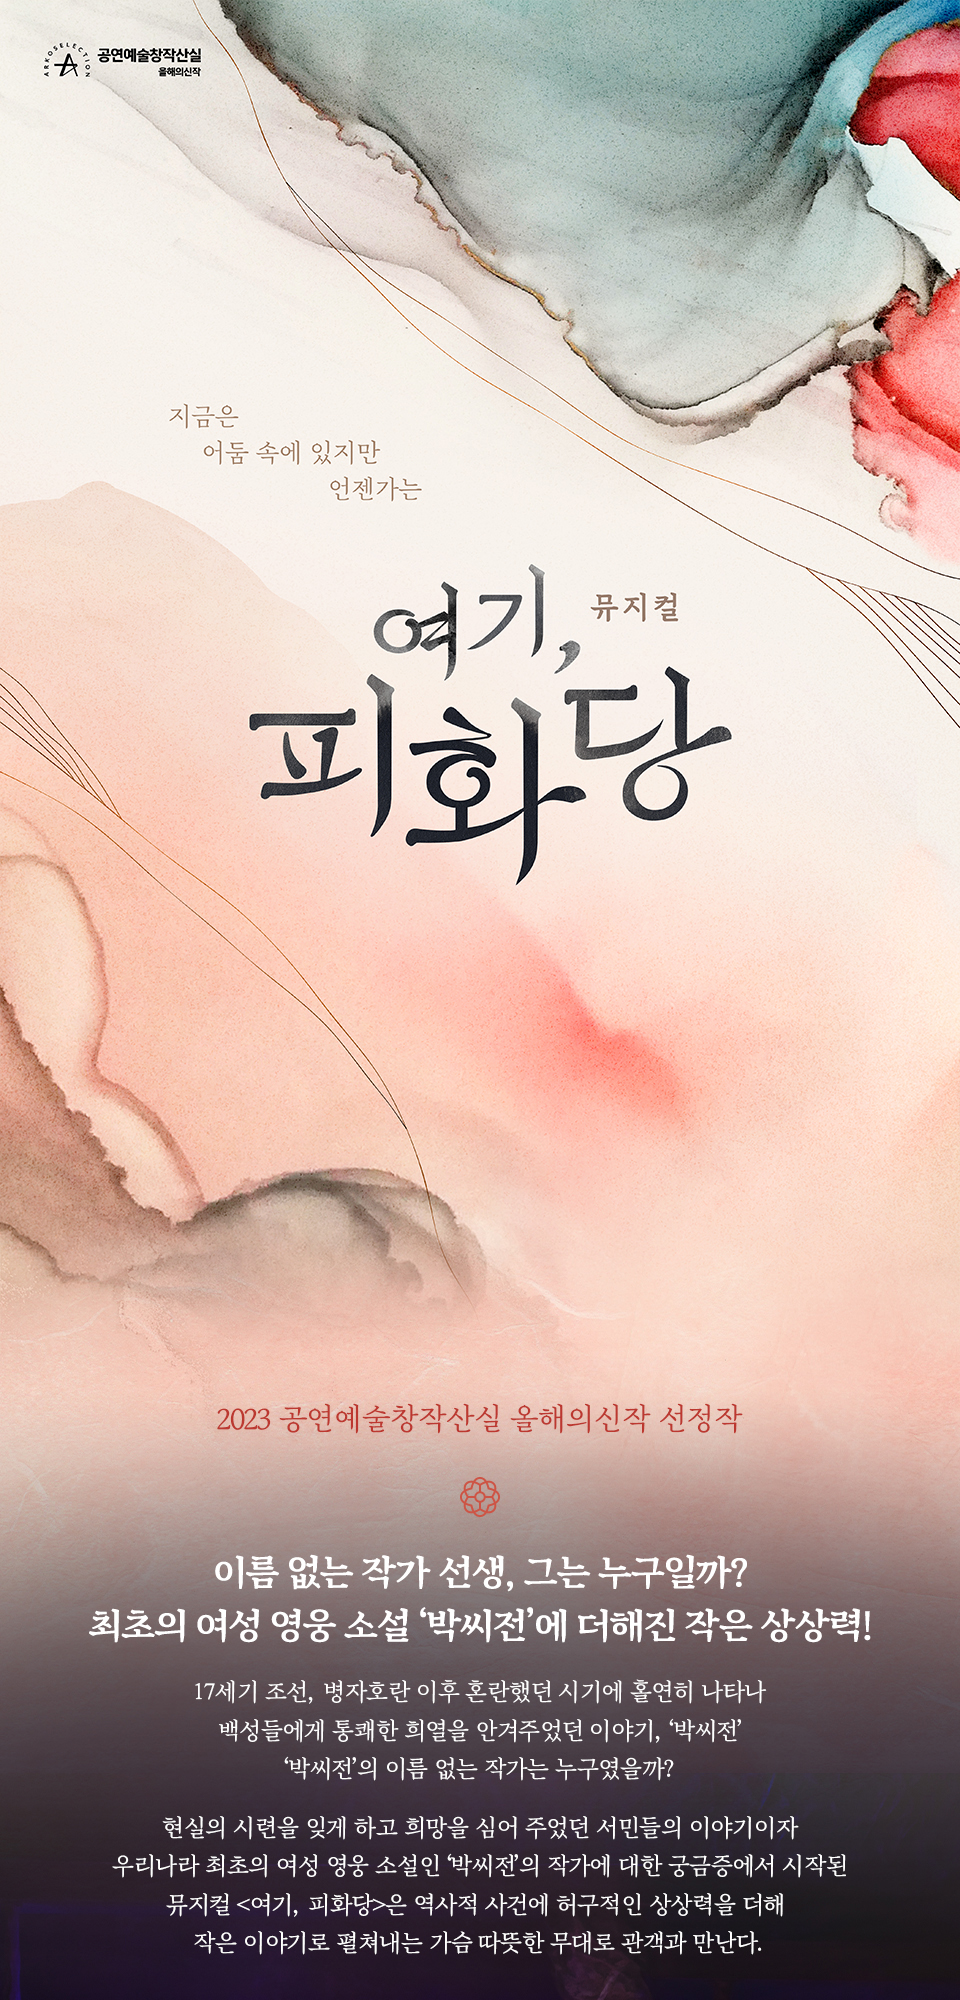 ARKOSELECTION
공연예술창작산실
올해의신작
지금은
어둠 속에 있지만
언젠가는
여기, 뮤지컬
피화당
2023 공연예술창작산실 올해의신작 선정작
이름 없는 작가 선생, 그는 누구일까?
최초의 여성 영웅 소설 ‘박씨전’에 더해진 작은 상상력!
17세기 조선, 병자호란 이후 혼란했던 시기에 홀연히 나타나
백성들에게 통쾌한 희열을 안겨주었던 이야기, ‘박씨전’
‘박씨전’의 이름 없는 작가는 누구였을까?
현실의 시련을 잊게 하고 희망을 심어 주었던 서민들의 이야기이자
우리나라 최초의 여성 영웅 소설인 ‘박씨전’의 작가에 대한 궁금증에서 시작된
뮤지컬 <여기, 피화당>은 역사적 사건에 허구적인 상상력을 더해
작은 이야기로 펼쳐내는 가슴 따뜻한 무대로 관객과 만난다.